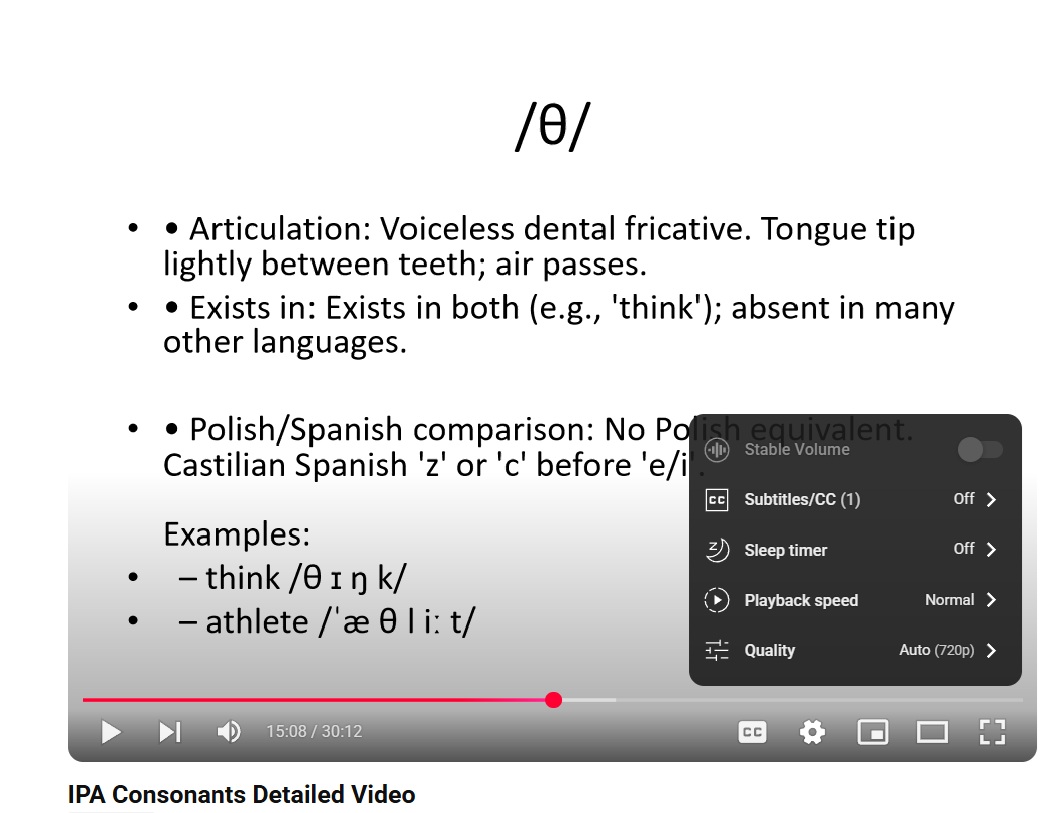 /θ/
• • Articulation: Voiceless dental fricative. Tongue tip
lightly between teeth; air passes.
• • Exists in: Exists in both (e.g., 'think'); absent in many
other languages.
• • Polish/Spanish comparison: No Polish equivalent.
Castilian Spanish 'z' or 'c' before 'e/i'.
Examples:
• – think /θ ɪ ŋ k/
• – athlete /ˈæ θ l iː t/
Stable Volume
CC Subtitles/CC (1) Off
Sleep timer Off
Playback speed Normal
Quality Auto (720p)
15:08 / 30:12 CC
IPA Consonants Detailed Video